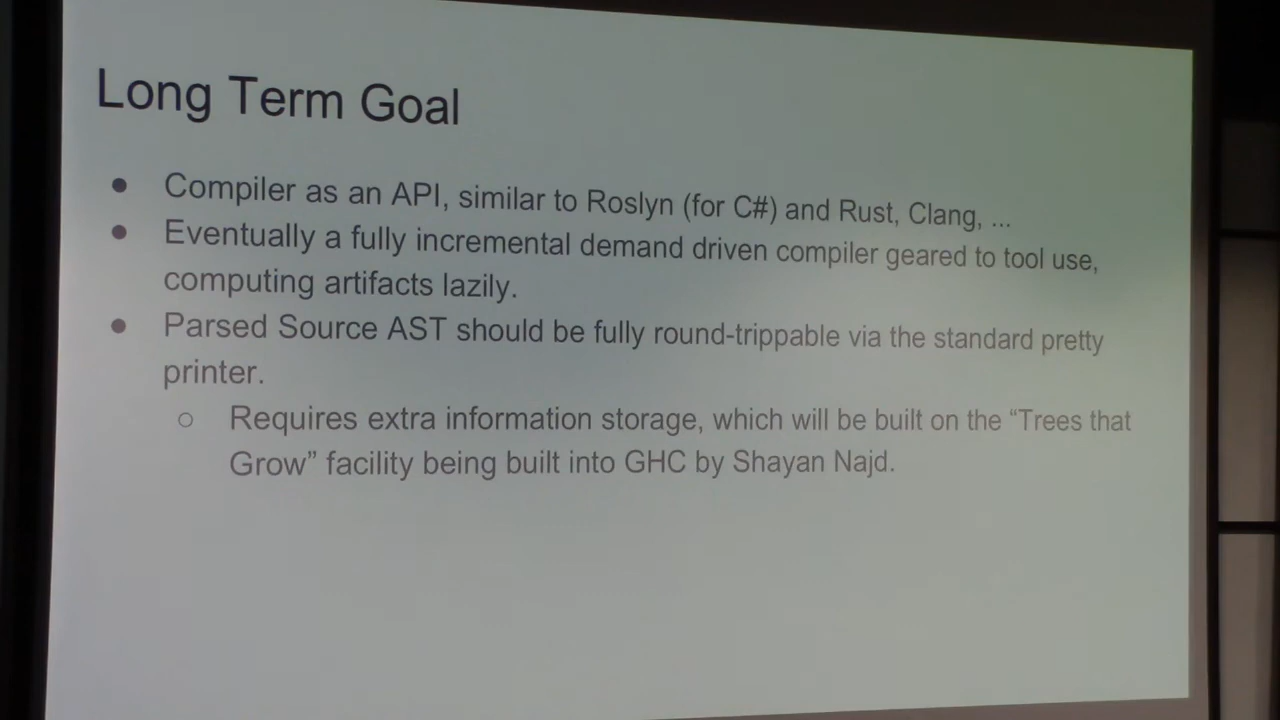 Long Term Goal
● Compiler as an API, similar to Roslyn (for C#) and Rust, Clang, ...
● Eventually a fully incremental demand driven compiler geared to tool use,
computing artifacts lazily.
● Parsed Source AST should be fully round-trippable via the standard pretty
printer.
○ Requires extra information storage, which will be built on the “Trees that
Grow” facility being built into GHC by Shayan Najd.